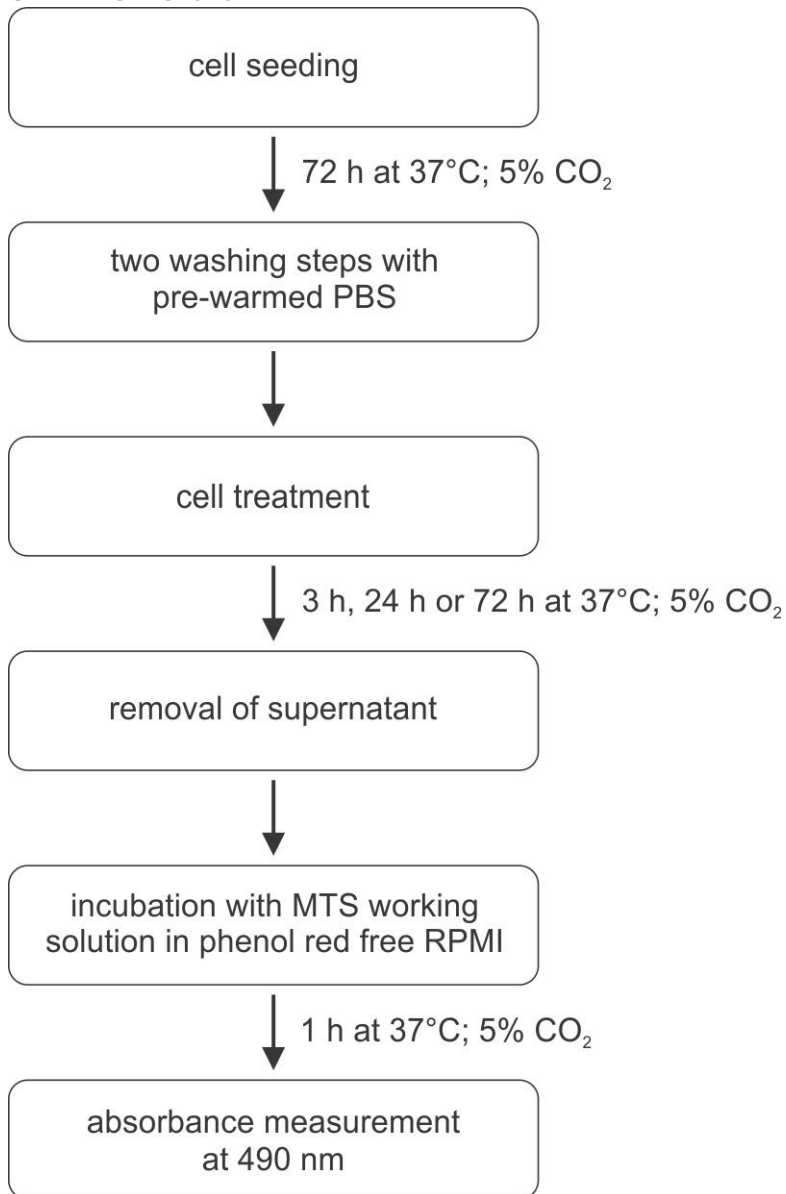 cell seeding
72 h at 37°C; 5% CO₂
two washing steps with
pre-warmed PBS
cell treatment
3 h, 24 h or 72 h at 37°C; 5% CO₂
removal of supernatant
incubation with MTS working
solution in phenol red free RPMI
1 h at 37°C; 5% CO₂
absorbance measurement
at 490 nm